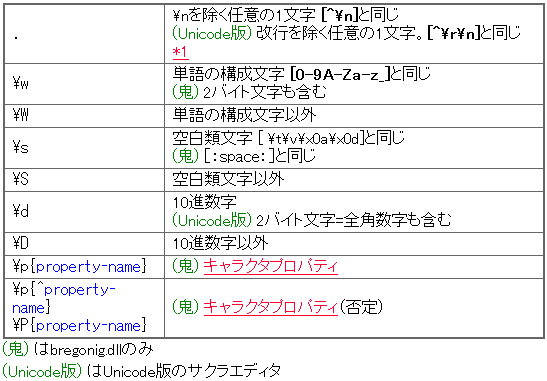 . ¥nを除く任意の1文字 [^¥n]と同じ
(Unicode版) 改行を除く任意の1文字。[^¥r¥n]と同じ
*1
¥w 単語の構成文字 [0-9A-Za-z_]と同じ
(鬼) 2バイト文字も含む
¥W 単語の構成文字以外
¥s 空白類文字 [ ¥t¥v¥x0a¥x0d]と同じ
(鬼) [:space:]と同じ
¥S 空白類文字以外
¥d 10進数字
(Unicode版) 2バイト文字=全角数字も含む
¥D 10進数字以外
¥p{property-name} (鬼) キャラクタプロパティ
¥p{^property-
name}
¥P{property-name} (鬼) キャラクタプロパティ(否定)
(鬼) はbregonig.dllのみ
(Unicode版) はUnicode版のサクラエディタ